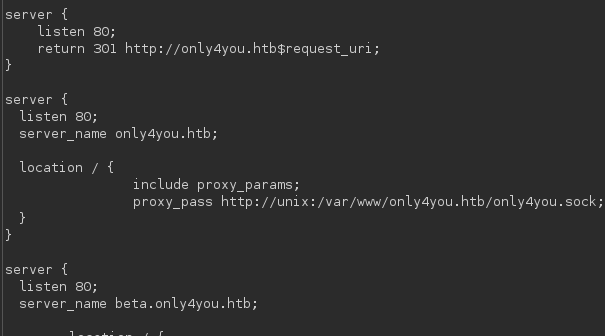 server {
    listen 80;
    return 301 http://only4you.htb$request_uri;
}

server {
  listen 80;
  server_name only4you.htb;

  location / {
                include proxy_params;
                proxy_pass http://unix:/var/www/only4you.htb/only4you.sock;
  }
}

server {
  listen 80;
  server_name beta.only4you.htb;

        location / {